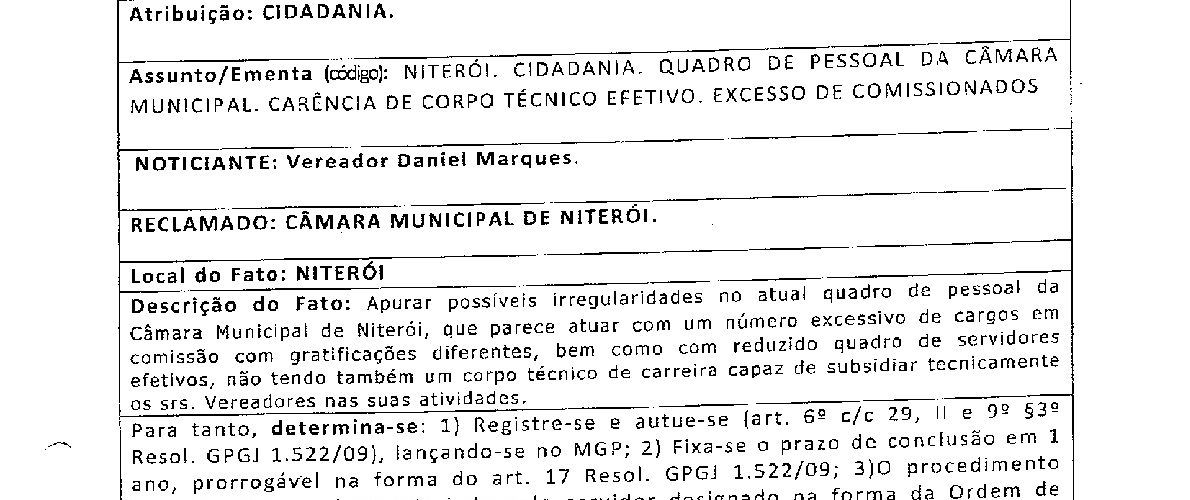 Atribuição: CIDADANIA.
Assunto/Ementa (código): NITERÓI. CIDADANIA. QUADRO DE PESSOAL DA CÂMARA
MUNICIPAL. CARÊNCIA DE CORPO TÉCNICO EFETIVO. EXCESSO DE COMISSIONADOS
NOTICIANTE: Vereador Daniel Marques.
RECLAMADO: CÂMARA MUNICIPAL DE NITERÓI.
Local do Fato: NITERÓI
Descrição do Fato: Apurar possíveis irregularidades no atual quadro de pessoal da
Câmara Municipal de Niterói, que parece atuar com um número excessivo de cargos em
comissão com gratificações diferentes, bem como com reduzido quadro de servidores
efetivos, não tendo também um corpo técnico de carreira capaz de subsidiar tecnicamente
os srs. Vereadores nas suas atividades.
Para tanto, determina-se: 1) Registre-se e autue-se (art. 6º c/c 29, II e 9º §3º
Resol. GPGJ 1.522/09), lançando-se no MGP; 2) Fixa-se o prazo de conclusão em 1
ano, prorrogável na forma do art. 17 Resol. GPGJ 1.522/09; 3)O procedimento
servidor designado na forma da Ordem de